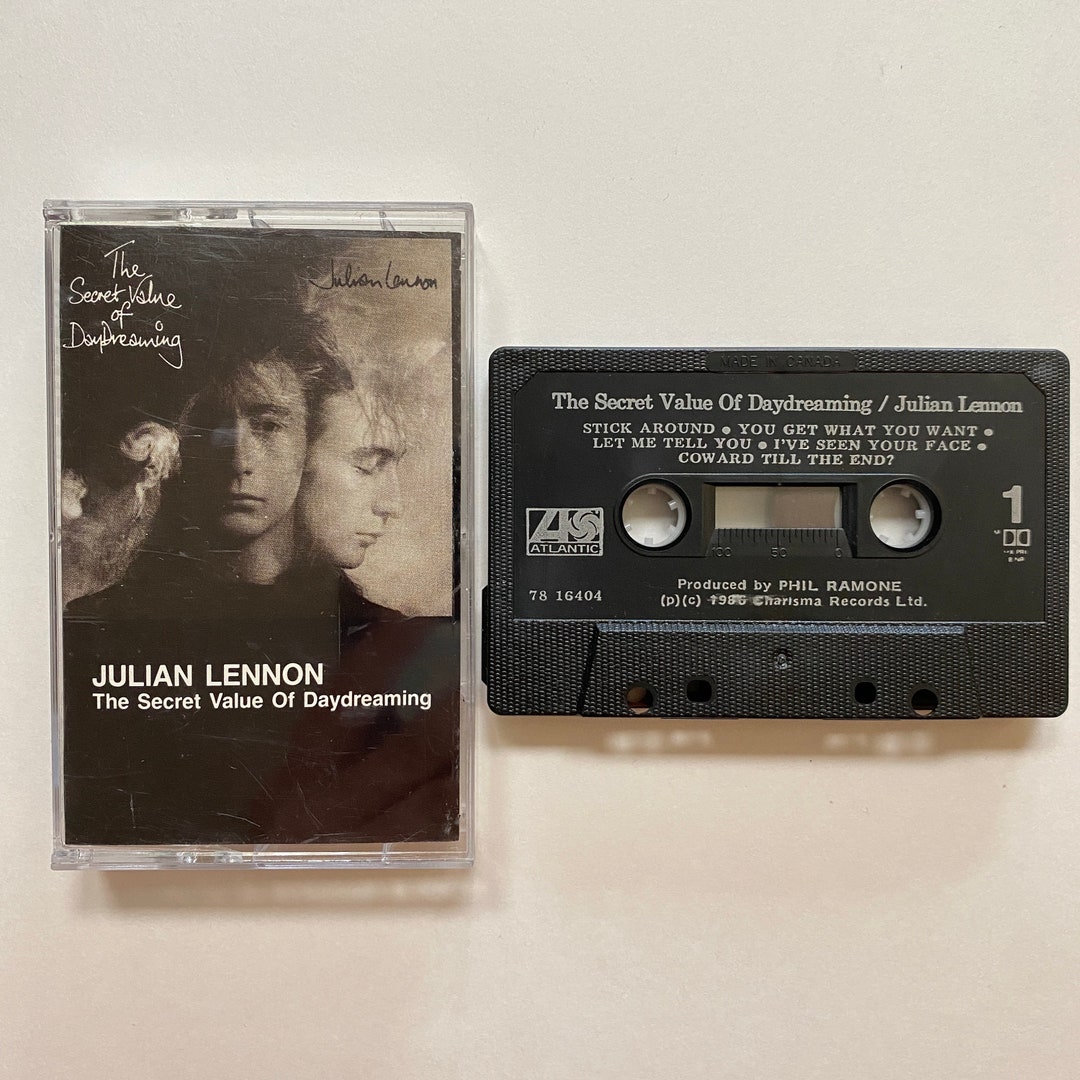 The
Secret Value
of
DayDreaming
Julian Lennon
JULIAN LENNON
The Secret Value Of Daydreaming
MADE IN CANADA
The Secret Value Of Daydreaming / Julian Lennon
STICK AROUND • YOU GET WHAT YOU WANT •
LET ME TELL YOU • I'VE SEEN YOUR FACE •
COWARD TILL THE END?
1
ATLANTIC
100 50 0
78 16404
Produced by PHIL RAMONE
(p)(c) 1986 Charisma Records Ltd.